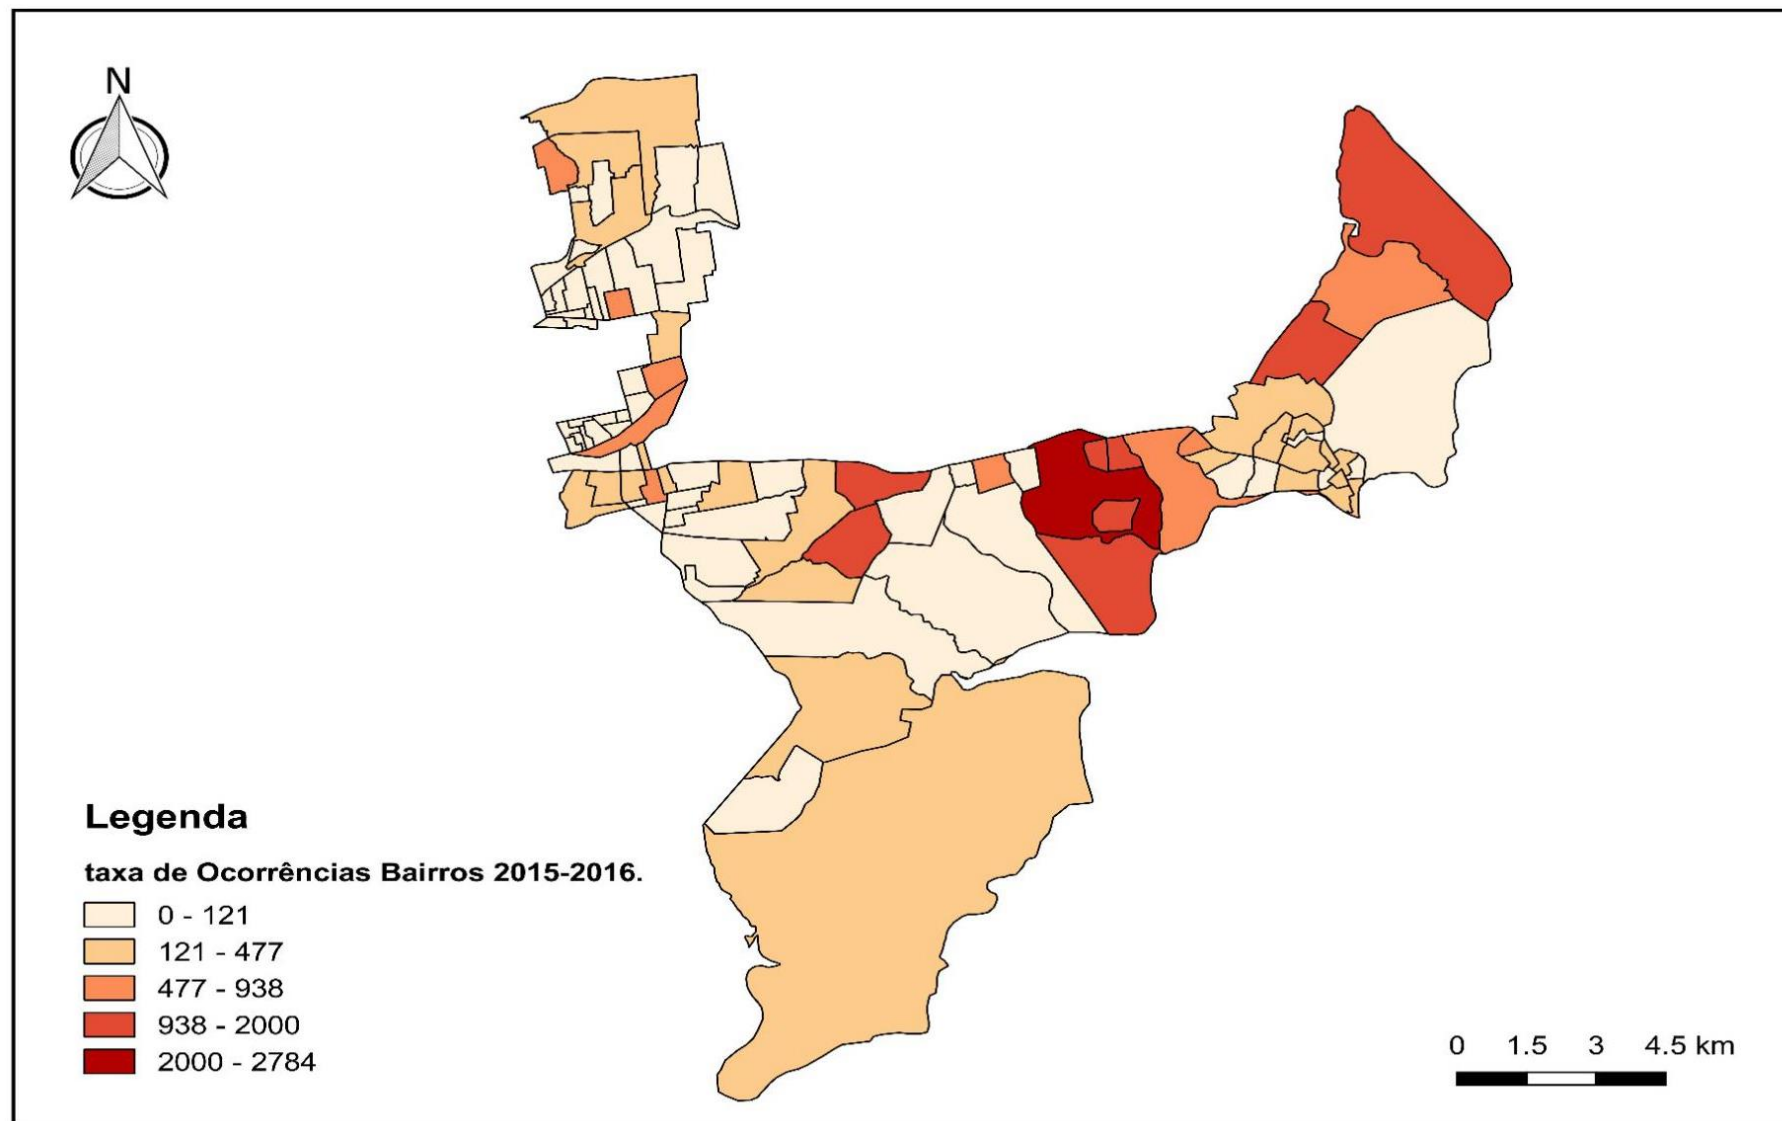 N
Legenda
taxa de Ocorrências Bairros 2015-2016.
0 - 121
121 - 477
477 - 938
938 - 2000
2000 - 2784
0 1.5 3 4.5 km